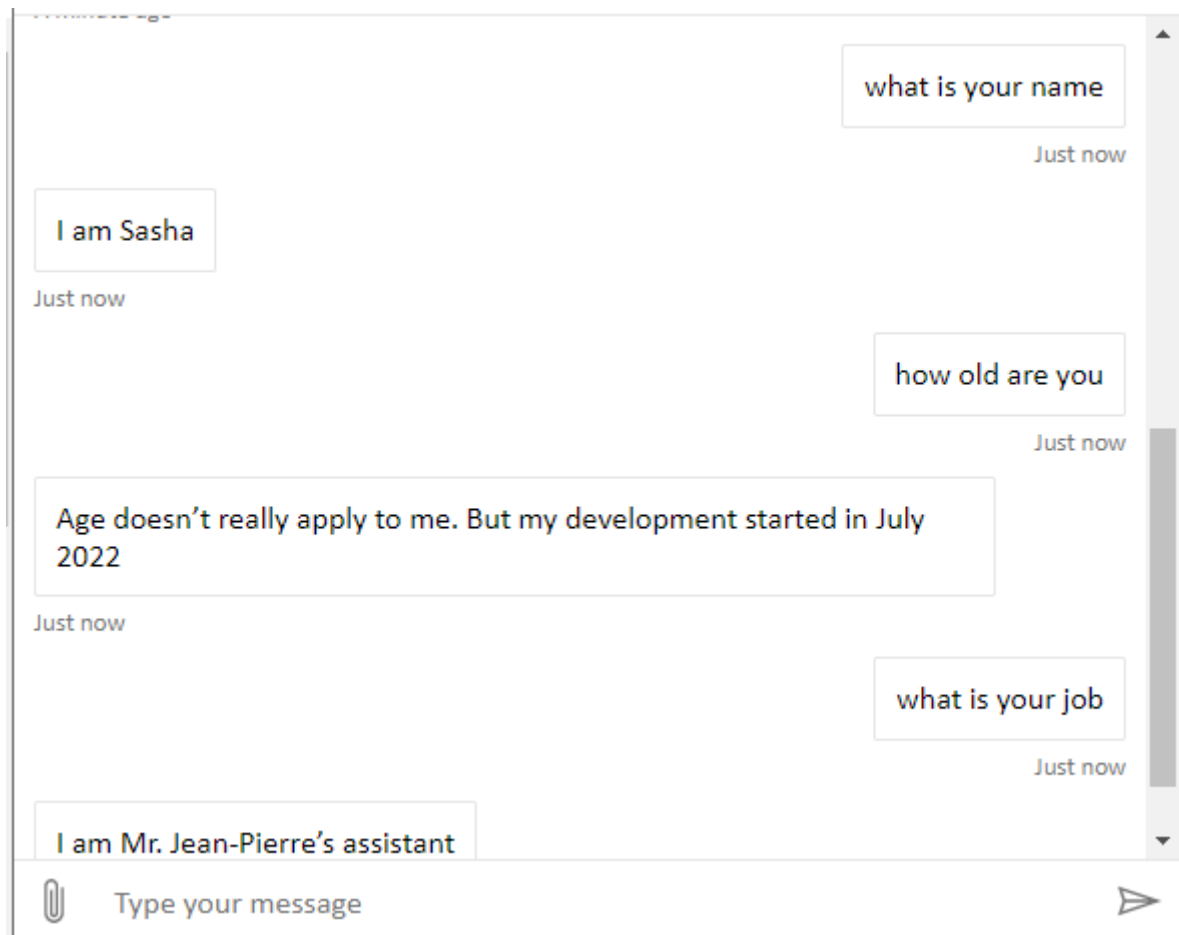 what is your name
Just now
I am Sasha
Just now
how old are you
Just now
Age doesn’t really apply to me. But my development started in July
2022
Just now
what is your job
Just now
I am Mr. Jean-Pierre’s assistant
Type your message